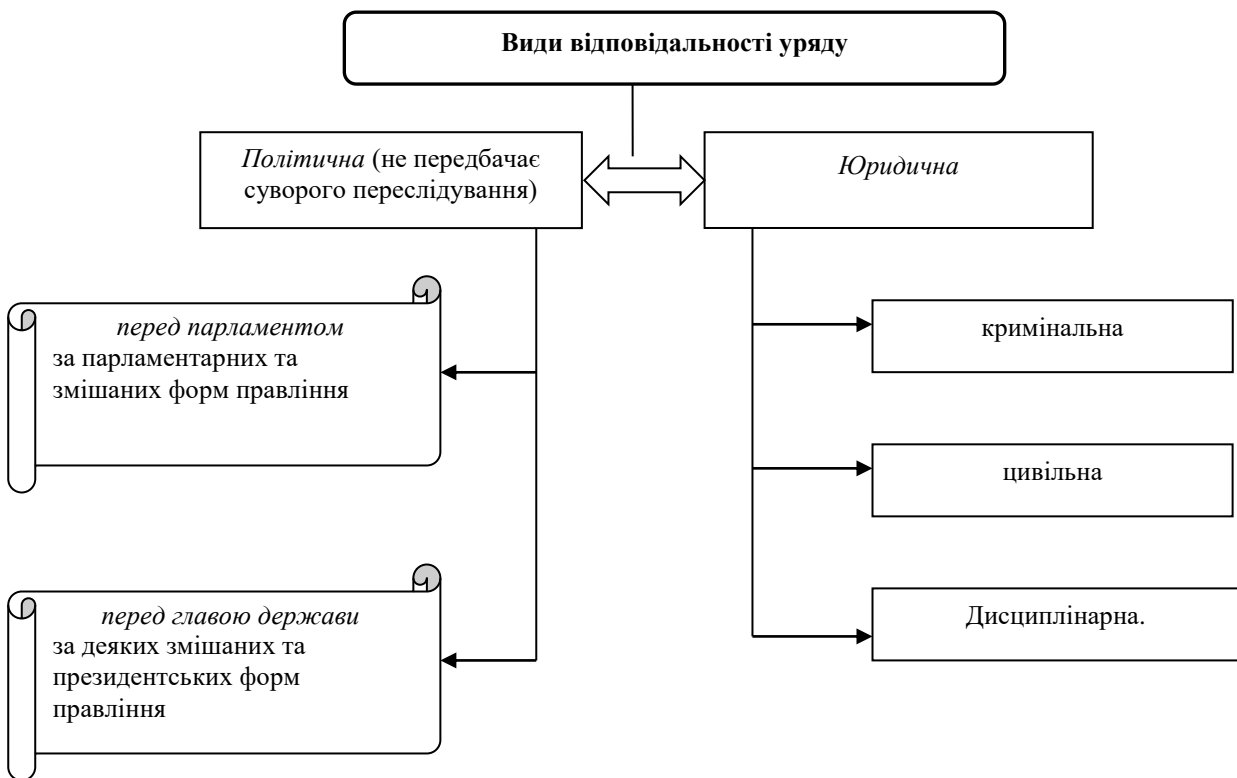 Види відповідальності уряду
Політична (не передбачає
суворого переслідування)
Юридична
перед парламентом
за парламентарних та
змішаних форм правління
перед главою держави
за деяких змішаних та
президентських форм
правління
кримінальна
цивільна
Дисциплінарна.